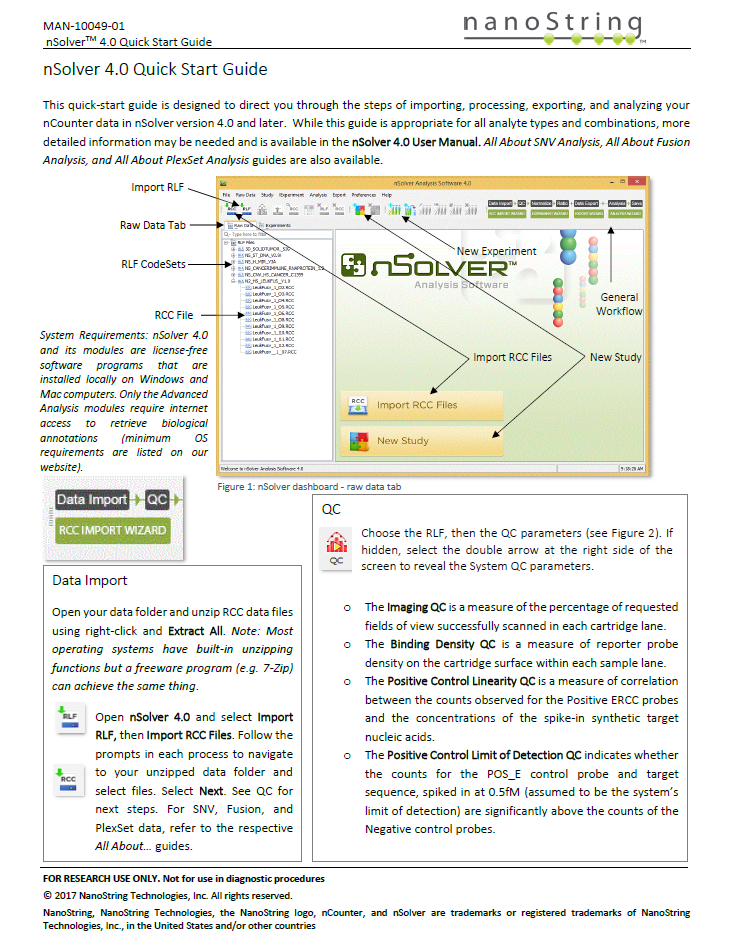 MAN-10049-01
nSolver™ 4.0 Quick Start Guide
nanoString™
nSolver 4.0 Quick Start Guide
This quick-start guide is designed to direct you through the steps of importing, processing, exporting, and analyzing your
nCounter data in nSolver version 4.0 and later. While this guide is appropriate for all analyte types and combinations, more
detailed information may be needed and is available in the nSolver 4.0 User Manual. All About SNV Analysis, All About Fusion
Analysis, and All About PlexSet Analysis guides are also available.
Import RLF
Raw Data Tab
RLF CodeSets
RCC File
nSolver Analysis Software 4.0
File Raw Data Study Experiment Analysis Export Preferences Help
RCC RLF
Data Import QC Normalize Ratio Data Export Analysis Save
RCC IMPORT WIZARD EXPERIMENT WIZARD EXPORT WIZARD ANALYSIS WIZARD
Raw Data Experiments
Type here to filter
RLF Files
nSolver™
Analysis Software
New Experiment
General
Workflow
Import RCC Files
New Study
RCC
Import RCC Files
New Study
Welcome to nSolver Analysis Software 4.0
Figure 1: nSolver dashboard - raw data tab
System Requirements: nSolver 4.0
and its modules are license-free
software programs that are
installed locally on Windows and
Mac computers. Only the Advanced
Analysis modules require internet
access to retrieve biological
annotations (minimum OS
requirements are listed on our
website).
Data Import QC
RCC IMPORT WIZARD
Data Import
Open your data folder and unzip RCC data files
using right-click and Extract All. Note: Most
operating systems have built-in unzipping
functions but a freeware program (e.g. 7-Zip)
can achieve the same thing.
RLF
RCC
Open nSolver 4.0 and select Import
RLF, then Import RCC Files. Follow the
prompts in each process to navigate
to your unzipped data folder and
select files. Select Next. See QC for
next steps. For SNV, Fusion, and
PlexSet data, refer to the respective
All About… guides.
QC
QC
Choose the RLF, then the QC parameters (see Figure 2). If
hidden, select the double arrow at the right side of the
screen to reveal the System QC parameters.
o The Imaging QC is a measure of the percentage of requested
fields of view successfully scanned in each cartridge lane.
o The Binding Density QC is a measure of reporter probe
density on the cartridge surface within each sample lane.
o The Positive Control Linearity QC is a measure of correlation
between the counts observed for the Positive ERCC probes
and the concentrations of the spike-in synthetic target
nucleic acids.
o The Positive Control Limit of Detection QC indicates whether
the counts for the POS_E control probe and target
sequence, spiked in at 0.5fM (assumed to be the system's
limit of detection) are significantly above the counts of the
Negative control probes.
FOR RESEARCH USE ONLY. Not for use in diagnostic procedures
© 2017 NanoString Technologies, Inc. All rights reserved.
NanoString, NanoString Technologies, the NanoString logo, nCounter, and nSolver are trademarks or registered trademarks of NanoString
Technologies, Inc., in the United States and/or other countries